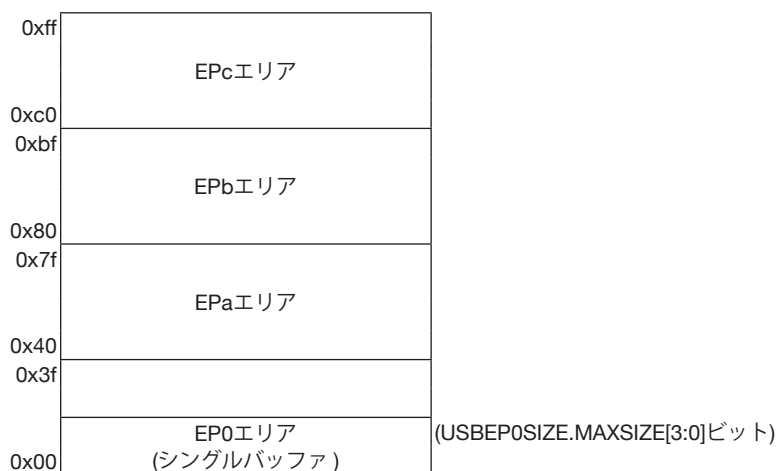 0xff
EPcエリア
0xc0
0xbf
EPbエリア
0x80
0x7f
EPaエリア
0x40
0x3f
EP0エリア
(USBEP0SIZE.MAXSIZE[3:0]ビット)
0x00
(シングルバッファ)